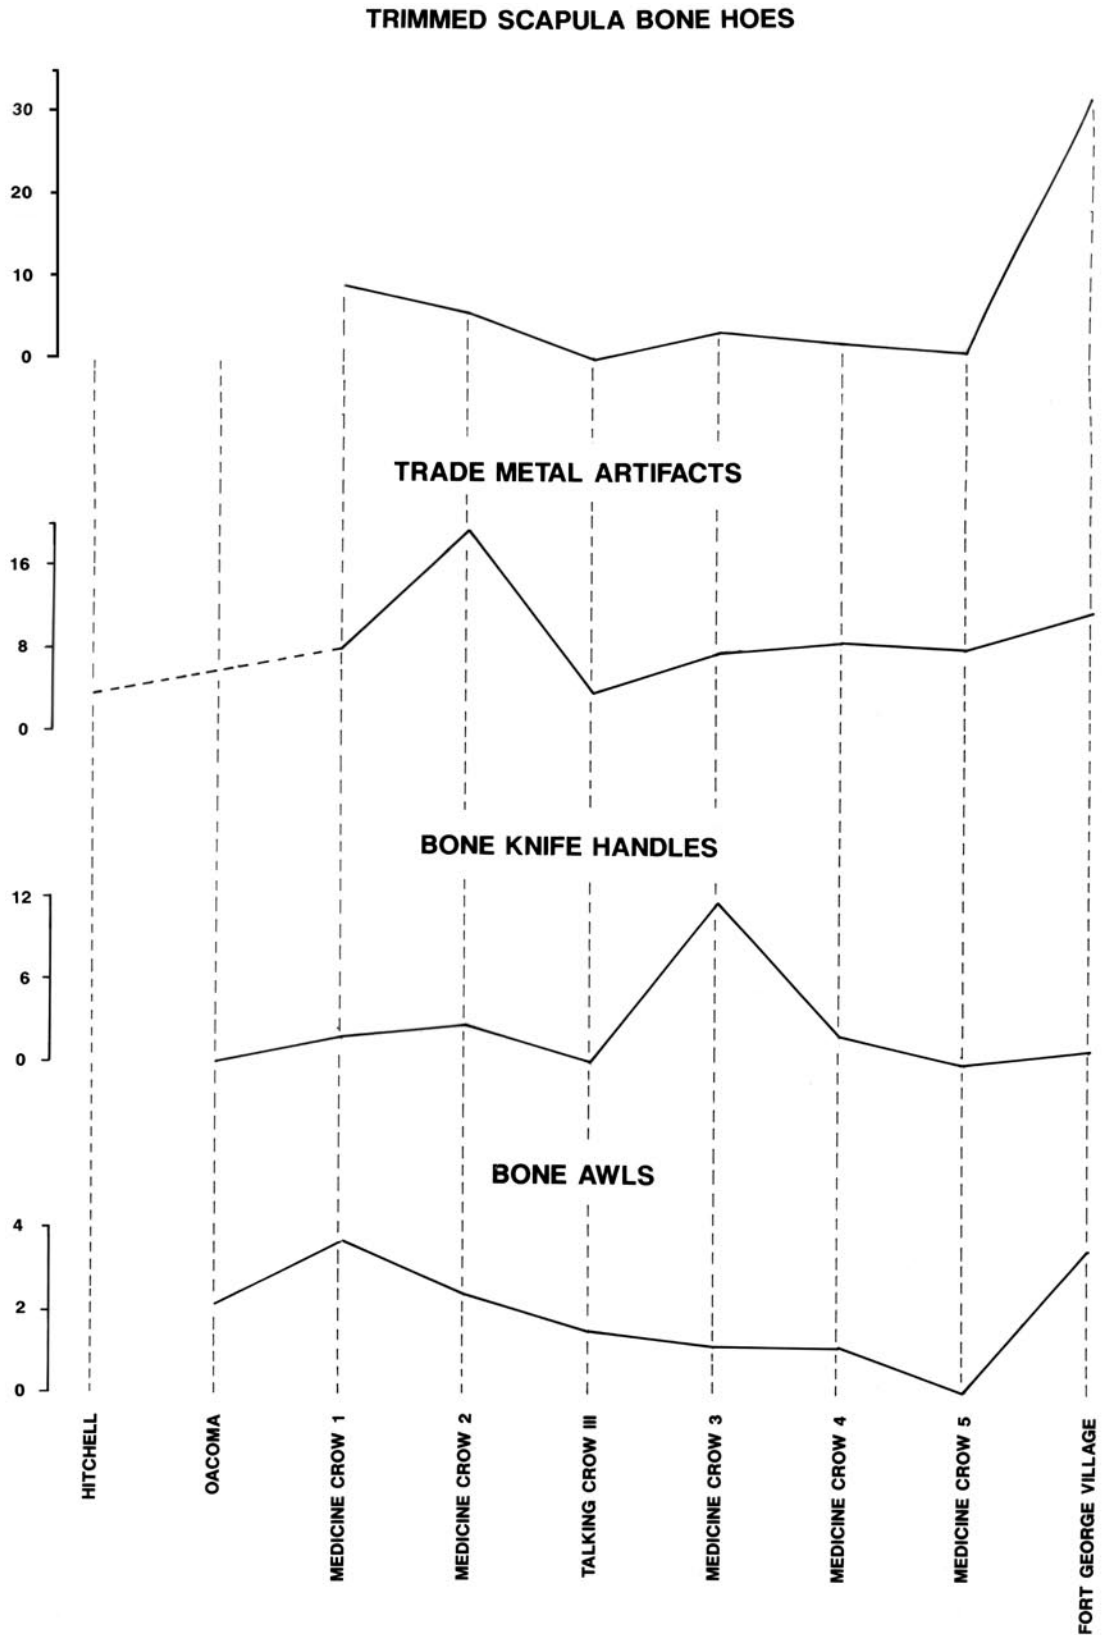 TRIMMED SCAPULA BONE HOES
30
20
10
0
TRADE METAL ARTIFACTS
16
8
0
BONE KNIFE HANDLES
12
6
0
BONE AWLS
4
2
0
HITCHELL
OACOMA
MEDICINE CROW 1
MEDICINE CROW 2
TALKING CROW III
MEDICINE CROW 3
MEDICINE CROW 4
MEDICINE CROW 5
FORT GEORGE VILLAGE